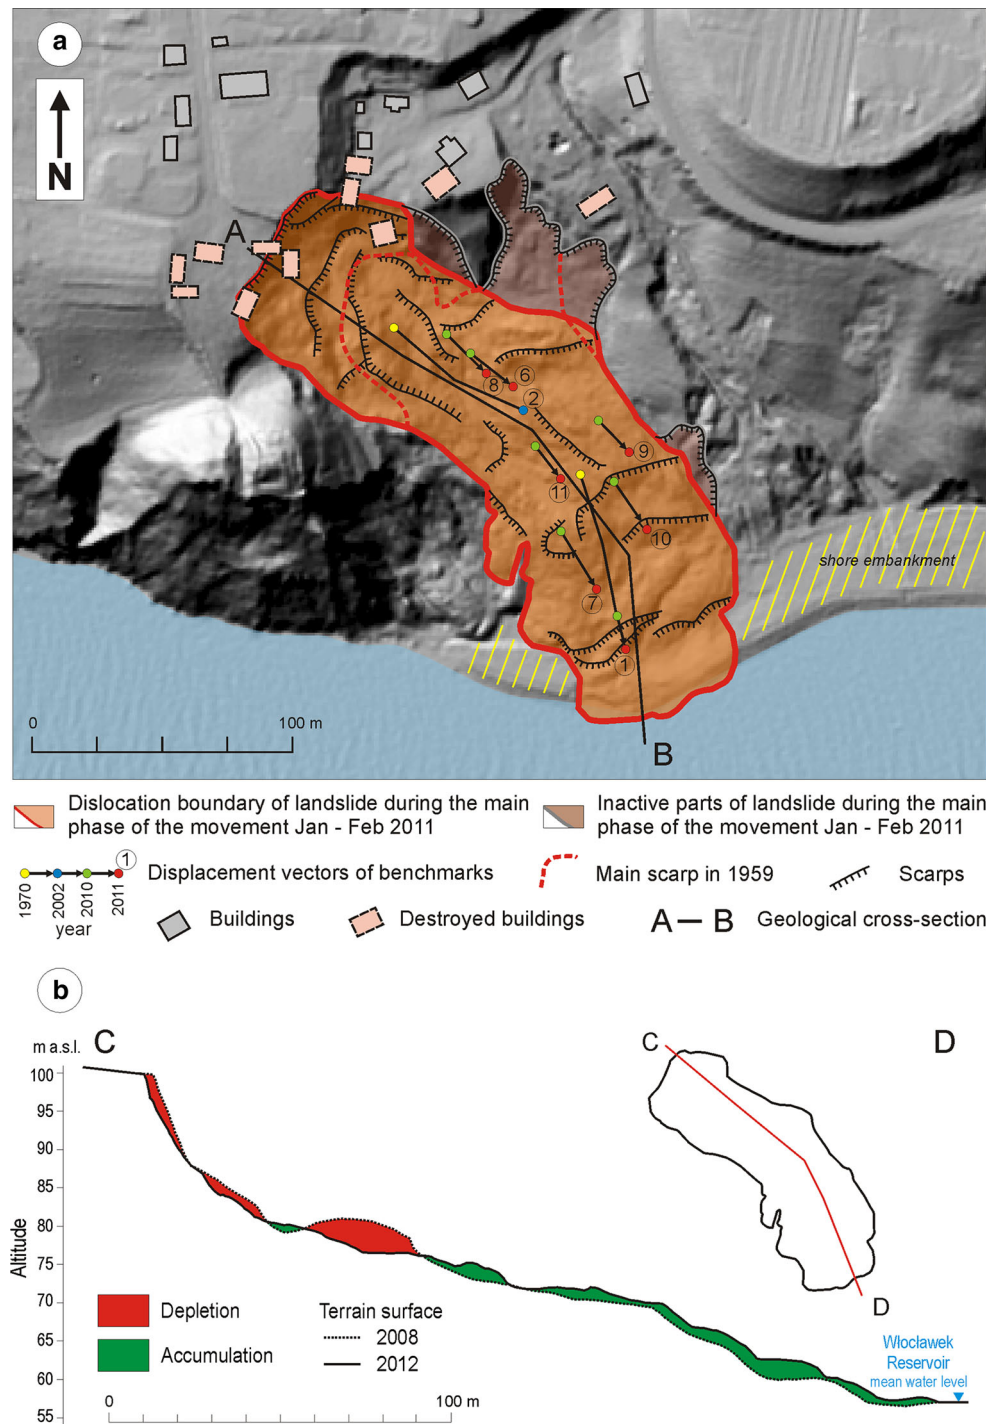 a
N
A
8
6
2
9
11
10
7
1
shore embankment
0 100 m
B
Dislocation boundary of landslide during the main
phase of the movement Jan - Feb 2011
Inactive parts of landslide during the main
phase of the movement Jan - Feb 2011
1
1970 2002 2010 2011
year
Displacement vectors of benchmarks
Main scarp in 1959
Scarps
Buildings
Destroyed buildings
A — B Geological cross-section
b
m a.s.l.
C
D
C
D
100
95
90
85
80
75
70
65
60
55
Altitude
Depletion
Accumulation
Terrain surface
2008
2012
Włocławek
Reservoir
mean water level
0 100 m